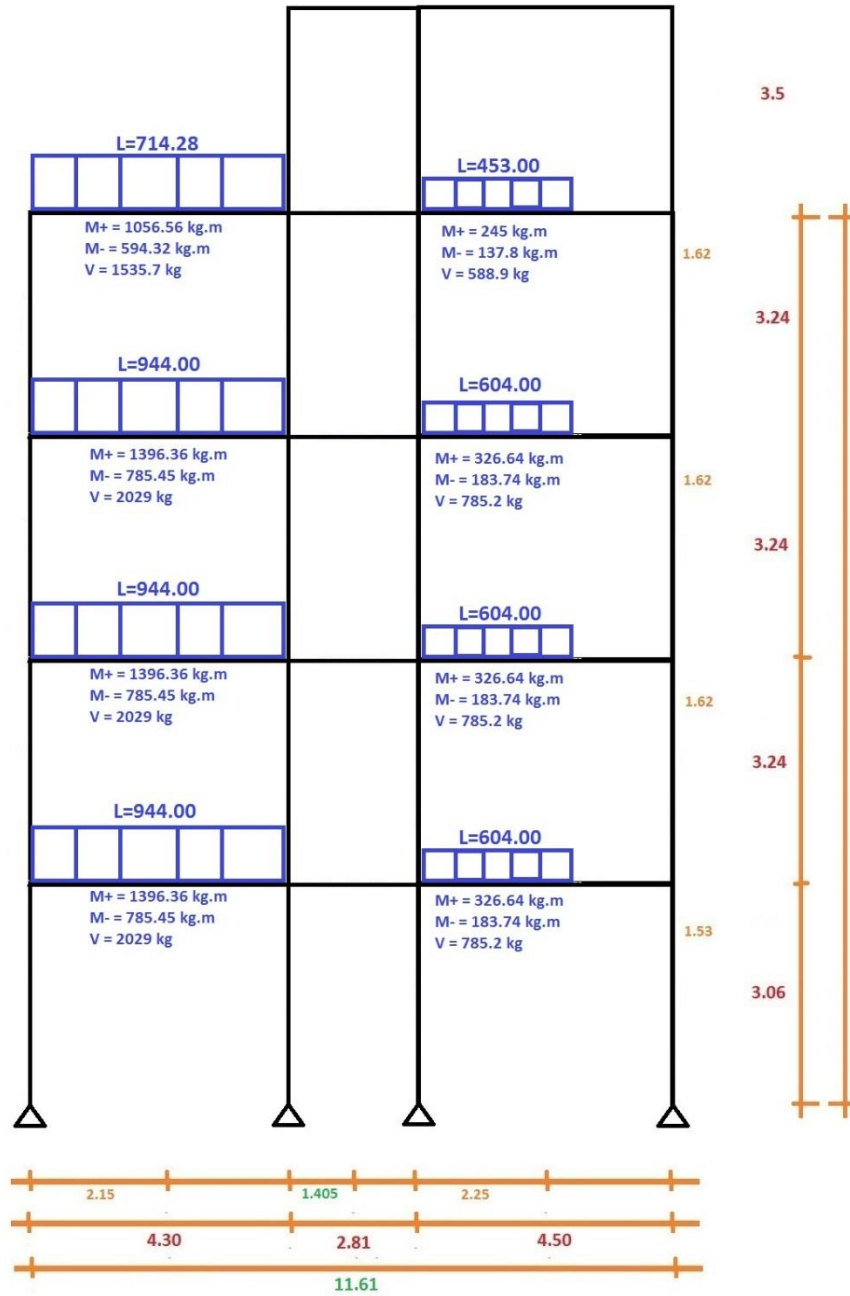 3.5
L=714.28
L=453.00
M+ = 1056.56 kg.m
M- = 594.32 kg.m
V = 1535.7 kg
M+ = 245 kg.m
M- = 137.8 kg.m
V = 588.9 kg
1.62
3.24
L=944.00
L=604.00
M+ = 1396.36 kg.m
M- = 785.45 kg.m
V = 2029 kg
M+ = 326.64 kg.m
M- = 183.74 kg.m
V = 785.2 kg
1.62
3.24
L=944.00
L=604.00
M+ = 1396.36 kg.m
M- = 785.45 kg.m
V = 2029 kg
M+ = 326.64 kg.m
M- = 183.74 kg.m
V = 785.2 kg
1.62
3.24
L=944.00
L=604.00
M+ = 1396.36 kg.m
M- = 785.45 kg.m
V = 2029 kg
M+ = 326.64 kg.m
M- = 183.74 kg.m
V = 785.2 kg
1.53
3.06
2.15
1.405
2.25
4.30
2.81
4.50
11.61